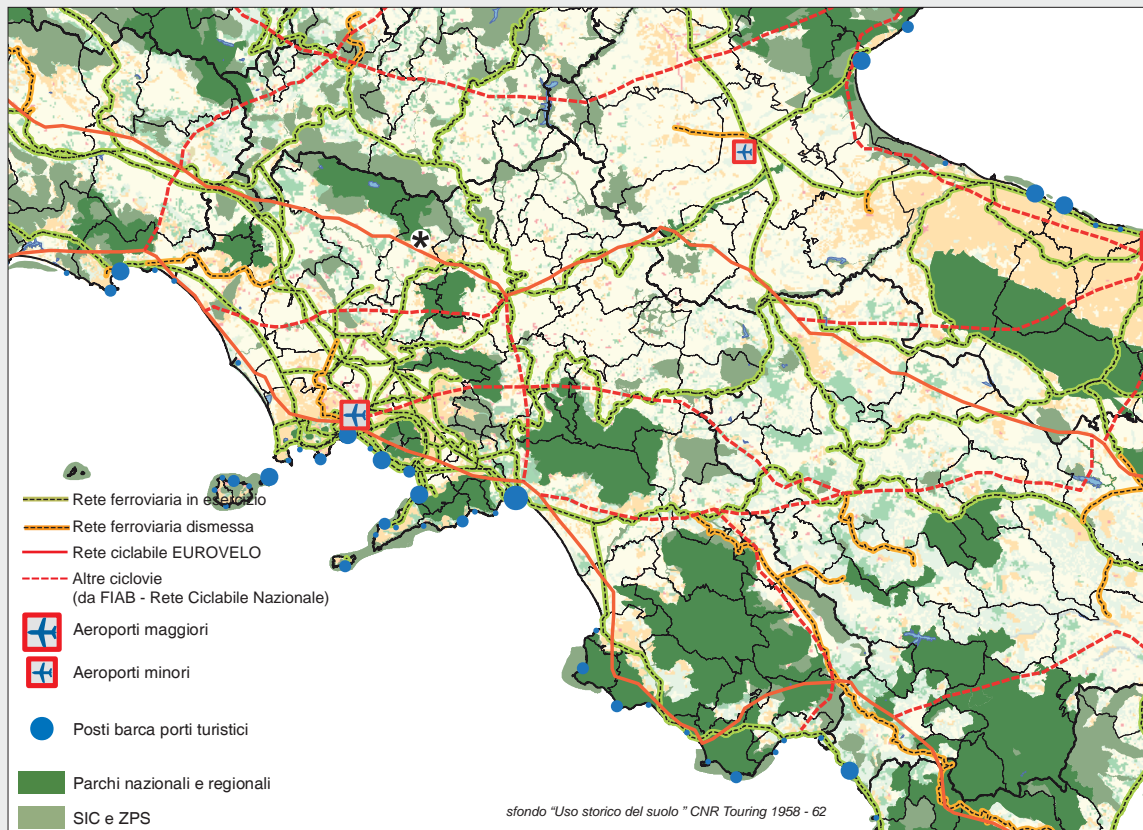 Rete ferroviaria in esercizio
Rete ferroviaria dismessa
Rete ciclabile EUROVELO
Altre ciclovie
(da FIAB - Rete Ciclabile Nazionale)
Aeroporti maggiori
Aeroporti minori
Posti barca porti turistici
Parchi nazionali e regionali
SIC e ZPS
sfondo "Uso storico del suolo " CNR Touring 1958 - 62
*